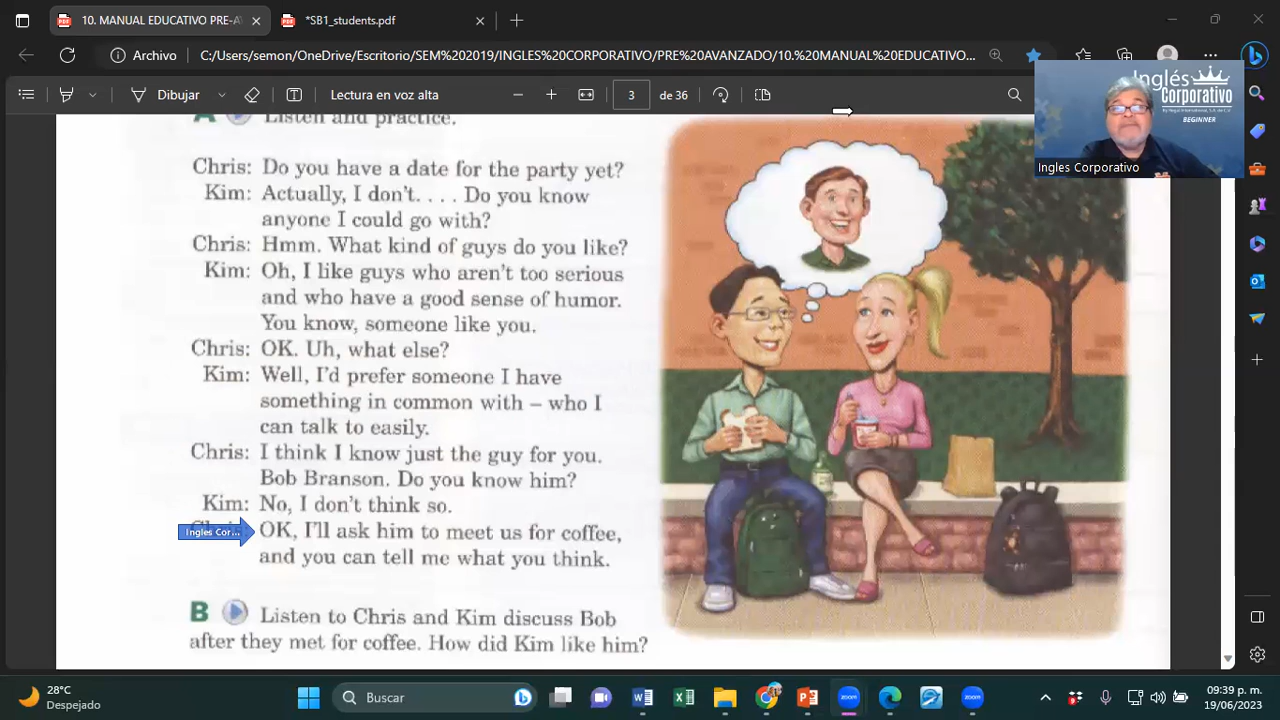 10. MANUAL EDUCATIVO PRE-A
*SB1_students.pdf
Archivo
C:/Users/semon/OneDrive/Escritorio/SEM%202019/INGLES%20CORPORATIVO/PRE%20AVANZADO/10.%20MANUAL%20EDUCATIVO...
Dibujar
Lectura en voz alta
3
de 36
Inglés
Corporativo
BEGINNER
Ingles Corporativo
A Listen and practice.
Chris: Do you have a date for the party yet?
Kim: Actually, I don't. . . . Do you know
anyone I could go with?
Chris: Hmm. What kind of guys do you like?
Kim: Oh, I like guys who aren't too serious
and who have a good sense of humor.
You know, someone like you.
Chris: OK. Uh, what else?
Kim: Well, I'd prefer someone I have
something in common with – who I
can talk to easily.
Chris: I think I know just the guy for you.
Bob Branson. Do you know him?
Kim: No, I don't think so.
Ingles Cor...
OK, I'll ask him to meet us for coffee,
and you can tell me what you think.
B Listen to Chris and Kim discuss Bob
after they met for coffee. How did Kim like him?
28°C
Despejado
Buscar
09:39 p. m.
19/06/2023